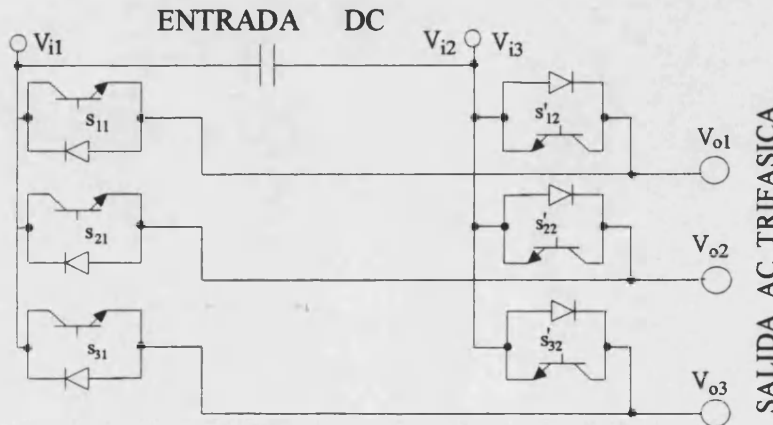 ENTRADA DC
V_i1
V_i2
V_i3
s_11
s'_12
V_o1
s_21
s'_22
V_o2
s_31
s'_32
V_o3
SALIDA AC TRIFASICA